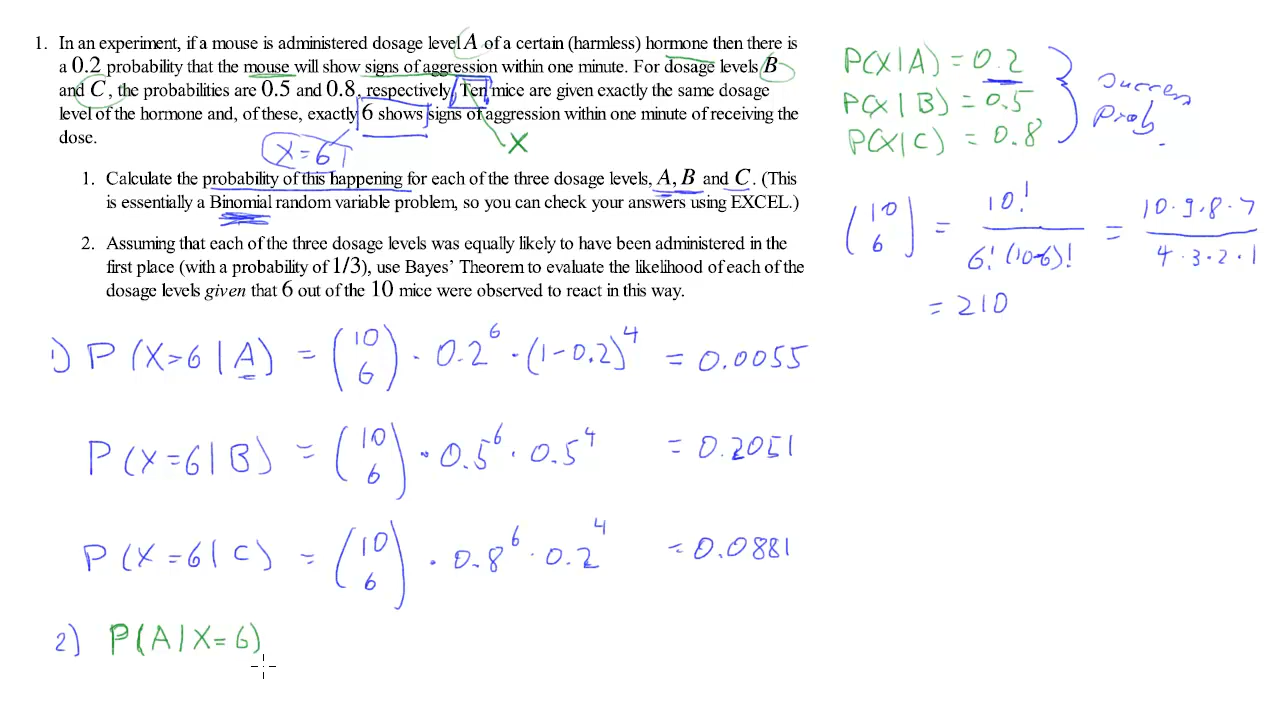 1. In an experiment, if a mouse is administered dosage level A of a certain (harmless) hormone then there is
a 0.2 probability that the mouse will show signs of aggression within one minute. For dosage levels B
and C, the probabilities are 0.5 and 0.8, respectively. Ten mice are given exactly the same dosage
level of the hormone and, of these, exactly 6 shows signs of aggression within one minute of receiving the
dose.
X
X=6
1. Calculate the probability of this happening for each of the three dosage levels, A, B and C. (This
is essentially a Binomial random variable problem, so you can check your answers using EXCEL.)
2. Assuming that each of the three dosage levels was equally likely to have been administered in the
first place (with a probability of 1/3), use Bayes' Theorem to evaluate the likelihood of each of the
dosage levels given that 6 out of the 10 mice were observed to react in this way.
P(X|A) = 0.2
P(X|B) = 0.5
P(X|C) = 0.8
Success
Prob.
(10 6) = 10! / 6!(10-6)! = 10·9·8·7 / 4·3·2·1
= 210
1) P(X=6|A) = (10 6) · 0.2^6 · (1-0.2)^4 = 0.0055
P(X=6|B) = (10 6) · 0.5^6 · 0.5^4 = 0.2051
P(X=6|C) = (10 6) · 0.8^6 · 0.2^4 = 0.0881
2) P(A|X=6)